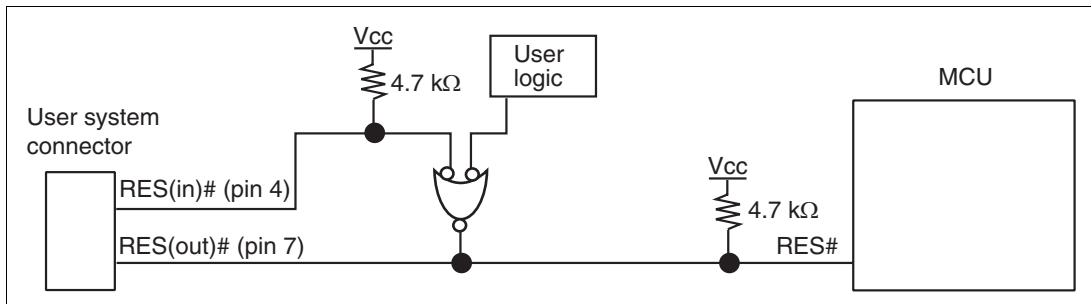 Vcc
4.7 kΩ
User
logic
MCU
User system
connector
RES(in)# (pin 4)
Vcc
4.7 kΩ
RES(out)# (pin 7)
RES#